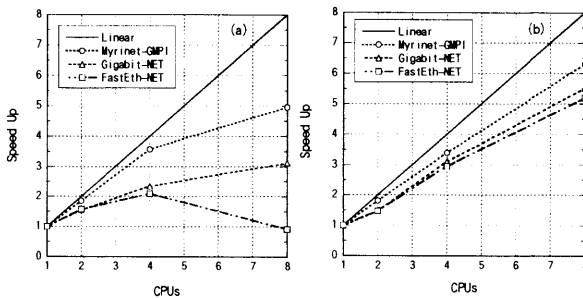 (a)
Linear
Myrinet-GMPI
Gigabit-NET
FastEth-NET
Speed Up
8
7
6
5
4
3
2
1
0
1 2 3 4 5 6 7 8
CPUs
(b)
Linear
Myrinet-GMPI
Gigabit-NET
FastEth-NET
Speed Up
8
7
6
5
4
3
2
1
0
1 2 3 4 5 6 7
CPUs